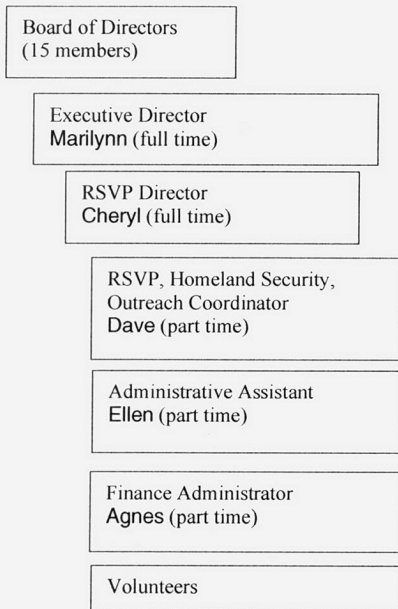 Board of Directors
(15 members)
Executive Director
Marilynn (full time)
RSVP Director
Cheryl (full time)
RSVP, Homeland Security,
Outreach Coordinator
Dave (part time)
Administrative Assistant
Ellen (part time)
Finance Administrator
Agnes (part time)
Volunteers